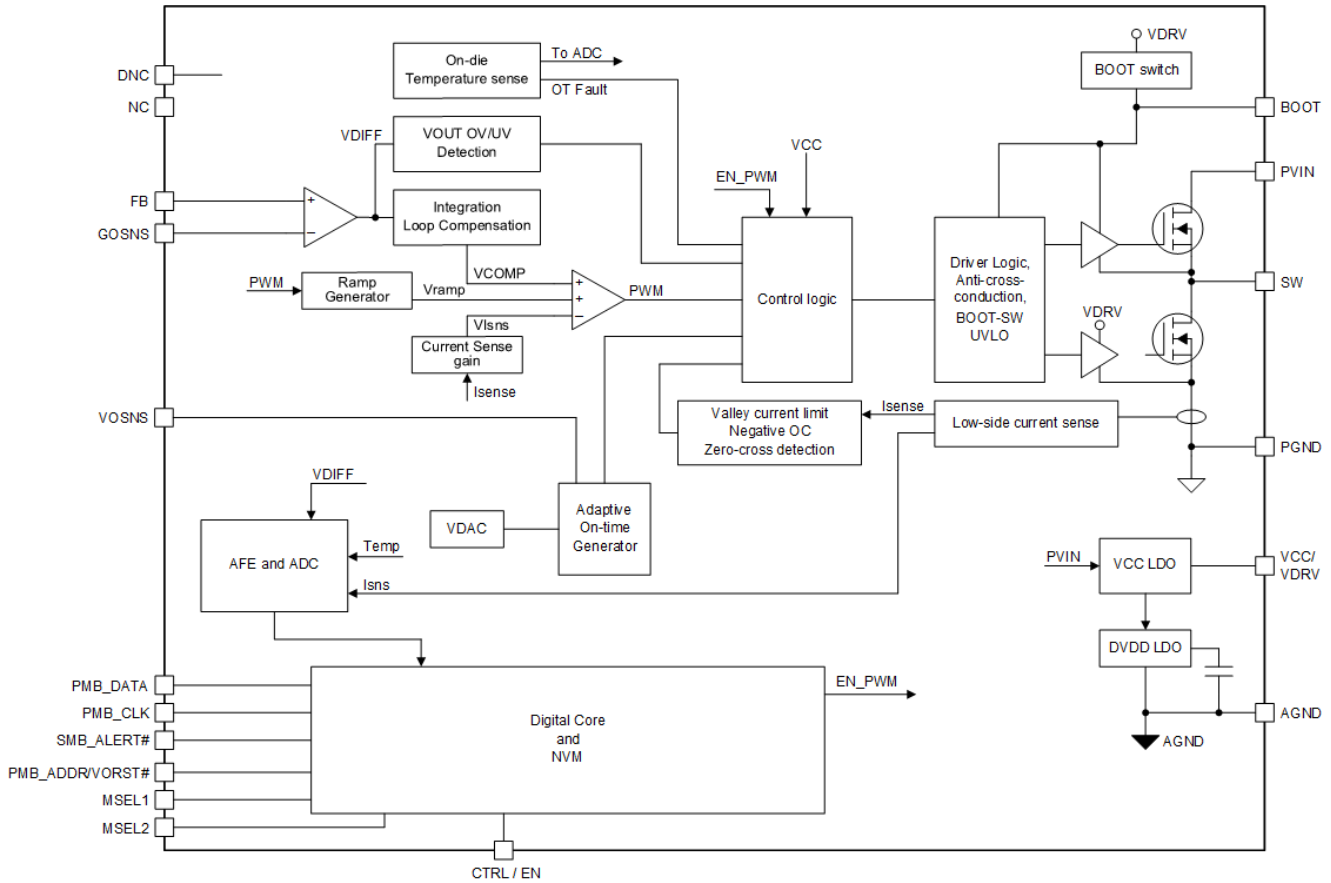 VDRV
BOOT switch
On-die
Temperature sense
To ADC
OT Fault
DNC
NC
BOOT
VDIFF
VOUT OV/UV
Detection
VCC
EN_PWM
PVIN
FB
GOSNS
+
−
Integration
Loop Compensation
VCOMP
PWM
Ramp
Generator
Vramp
+
+
−
PWM
VIsns
Current Sense
gain
Isense
Control logic
Driver Logic,
Anti-cross-
conduction,
BOOT-SW
UVLO
VDRV
SW
VOSNS
Valley current limit
Negative OC
Zero-cross detection
Isense
Low-side current sense
PGND
VDIFF
AFE and ADC
Temp
Isns
VDAC
Adaptive
On-time
Generator
PVIN
VCC LDO
VCC/
VDRV
DVDD LDO
AGND
AGND
PMB_DATA
PMB_CLK
SMB_ALERT#
PMB_ADDR/VORST#
MSEL1
MSEL2
Digital Core
and
NVM
EN_PWM
CTRL / EN